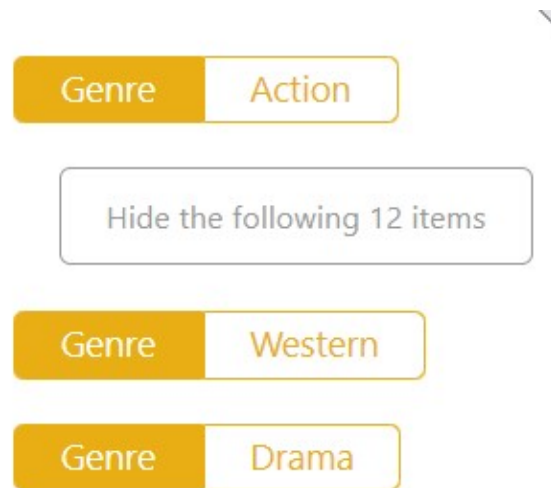 Genre Action
Hide the following 12 items
Genre Western
Genre Drama